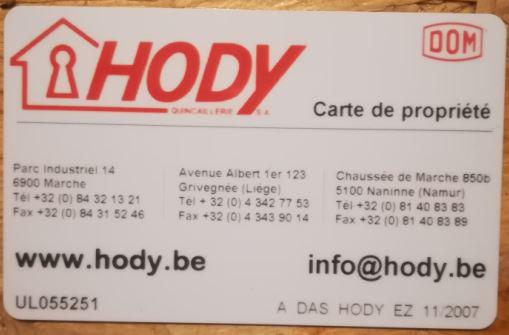 HODY
QUINCAILLERIE S.A.
DOM
Carte de propriété
Parc Industriel 14
6900 Marche
Tél +32 (0) 84 32 13 21
Fax +32 (0) 84 31 52 46
Avenue Albert 1er 123
Grivegnée (Liège)
Tél + 32 (0) 4 342 77 53
Fax +32 (0) 4 343 90 14
Chaussée de Marche 850b
5100 Naninne (Namur)
Tél +32 (0) 81 40 83 83
Fax +32 (0) 81 40 83 89
www.hody.be
info@hody.be
UL055251
A DAS HODY EZ 11/2007